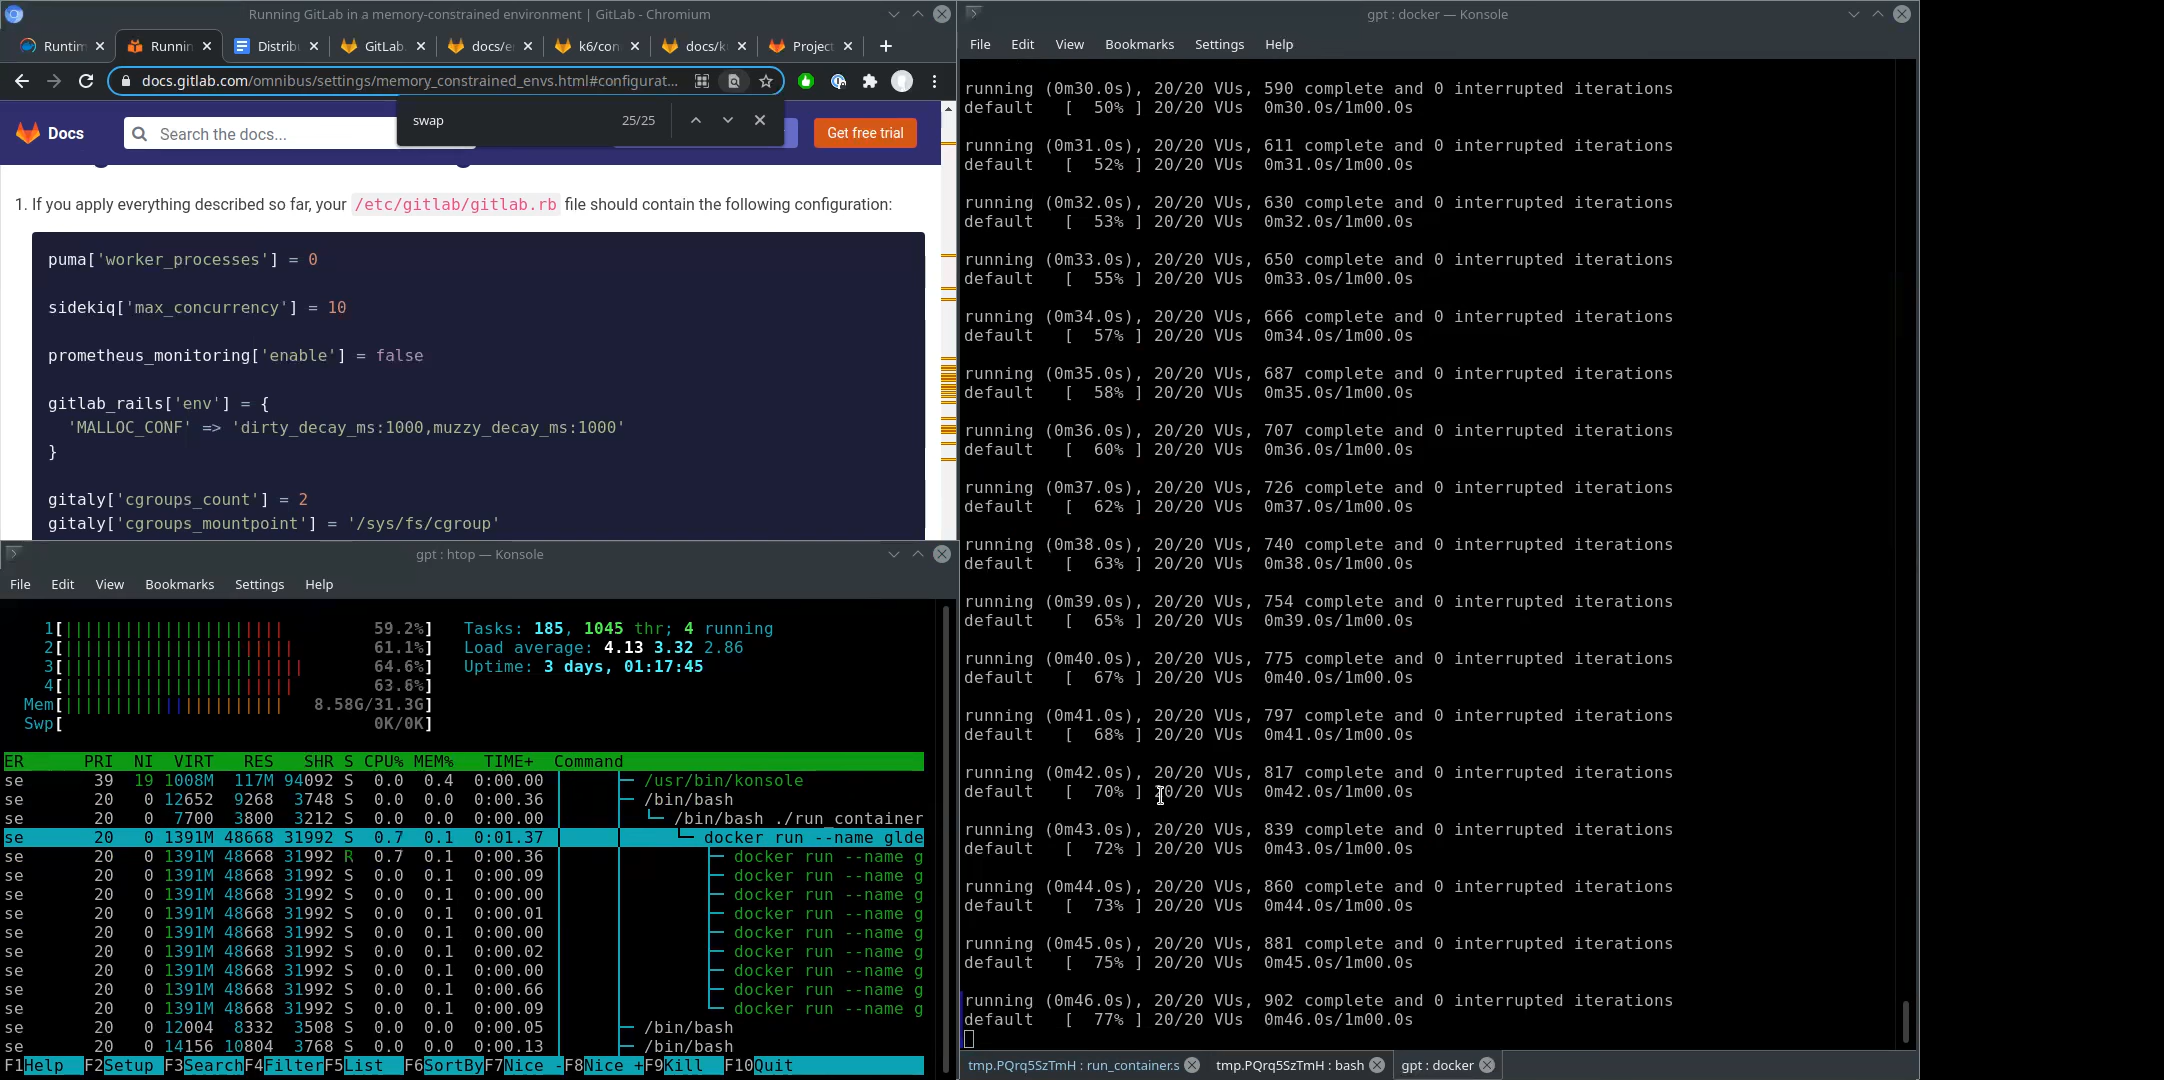 Running GitLab in a memory-constrained environment | GitLab - Chromium
Runtim
Runnin
Distrib
GitLab
docs/e
k6/con
docs/k
Project
docs.gitlab.com/omnibus/settings/memory_constrained_envs.html#configurat...
swap 25/25
Docs
Search the docs...
Get free trial
1. If you apply everything described so far, your /etc/gitlab/gitlab.rb file should contain the following configuration:
puma['worker_processes'] = 0
sidekiq['max_concurrency'] = 10
prometheus_monitoring['enable'] = false
gitlab_rails['env'] = {
'MALLOC_CONF' => 'dirty_decay_ms:1000,muzzy_decay_ms:1000'
}
gitaly['cgroups_count'] = 2
gitaly['cgroups_mountpoint'] = '/sys/fs/cgroup'
gpt : htop — Konsole
File Edit View Bookmarks Settings Help
1[ 59.2%] Tasks: 185, 1045 thr; 4 running
2[ 61.1%] Load average: 4.13 3.32 2.86
3[ 64.6%] Uptime: 3 days, 01:17:45
4[ 63.6%]
Mem[ 8.58G/31.3G]
Swp[ 0K/0K]
ER PRI NI VIRT RES SHR S CPU% MEM% TIME+ Command
se 39 19 1008M 117M 94092 S 0.0 0.4 0:00.00 /usr/bin/konsole
se 20 0 12652 9268 3748 S 0.0 0.0 0:00.36 /bin/bash
se 20 0 7700 3800 3212 S 0.0 0.0 0:00.00 /bin/bash ./run_container
se 20 0 1391M 48668 31992 S 0.7 0.1 0:01.37 docker run --name glde
se 20 0 1391M 48668 31992 R 0.7 0.1 0:00.36 docker run --name g
se 20 0 1391M 48668 31992 S 0.0 0.1 0:00.09 docker run --name g
se 20 0 1391M 48668 31992 S 0.0 0.1 0:00.00 docker run --name g
se 20 0 1391M 48668 31992 S 0.0 0.1 0:00.01 docker run --name g
se 20 0 1391M 48668 31992 S 0.0 0.1 0:00.00 docker run --name g
se 20 0 1391M 48668 31992 S 0.0 0.1 0:00.02 docker run --name g
se 20 0 1391M 48668 31992 S 0.0 0.1 0:00.00 docker run --name g
se 20 0 1391M 48668 31992 S 0.0 0.1 0:00.66 docker run --name g
se 20 0 1391M 48668 31992 S 0.0 0.1 0:00.09 docker run --name g
se 20 0 12004 8332 3508 S 0.0 0.0 0:00.05 /bin/bash
se 20 0 14156 10804 3768 S 0.0 0.0 0:00.13 /bin/bash
F1Help F2Setup F3SearchF4FilterF5List F6SortByF7Nice -F8Nice +F9Kill F10Quit
gpt : docker — Konsole
File Edit View Bookmarks Settings Help
running (0m30.0s), 20/20 VUs, 590 complete and 0 interrupted iterations
default [ 50% ] 20/20 VUs 0m30.0s/1m00.0s
running (0m31.0s), 20/20 VUs, 611 complete and 0 interrupted iterations
default [ 52% ] 20/20 VUs 0m31.0s/1m00.0s
running (0m32.0s), 20/20 VUs, 630 complete and 0 interrupted iterations
default [ 53% ] 20/20 VUs 0m32.0s/1m00.0s
running (0m33.0s), 20/20 VUs, 650 complete and 0 interrupted iterations
default [ 55% ] 20/20 VUs 0m33.0s/1m00.0s
running (0m34.0s), 20/20 VUs, 666 complete and 0 interrupted iterations
default [ 57% ] 20/20 VUs 0m34.0s/1m00.0s
running (0m35.0s), 20/20 VUs, 687 complete and 0 interrupted iterations
default [ 58% ] 20/20 VUs 0m35.0s/1m00.0s
running (0m36.0s), 20/20 VUs, 707 complete and 0 interrupted iterations
default [ 60% ] 20/20 VUs 0m36.0s/1m00.0s
running (0m37.0s), 20/20 VUs, 726 complete and 0 interrupted iterations
default [ 62% ] 20/20 VUs 0m37.0s/1m00.0s
running (0m38.0s), 20/20 VUs, 740 complete and 0 interrupted iterations
default [ 63% ] 20/20 VUs 0m38.0s/1m00.0s
running (0m39.0s), 20/20 VUs, 754 complete and 0 interrupted iterations
default [ 65% ] 20/20 VUs 0m39.0s/1m00.0s
running (0m40.0s), 20/20 VUs, 775 complete and 0 interrupted iterations
default [ 67% ] 20/20 VUs 0m40.0s/1m00.0s
running (0m41.0s), 20/20 VUs, 797 complete and 0 interrupted iterations
default [ 68% ] 20/20 VUs 0m41.0s/1m00.0s
running (0m42.0s), 20/20 VUs, 817 complete and 0 interrupted iterations
default [ 70% ] 20/20 VUs 0m42.0s/1m00.0s
running (0m43.0s), 20/20 VUs, 839 complete and 0 interrupted iterations
default [ 72% ] 20/20 VUs 0m43.0s/1m00.0s
running (0m44.0s), 20/20 VUs, 860 complete and 0 interrupted iterations
default [ 73% ] 20/20 VUs 0m44.0s/1m00.0s
running (0m45.0s), 20/20 VUs, 881 complete and 0 interrupted iterations
default [ 75% ] 20/20 VUs 0m45.0s/1m00.0s
running (0m46.0s), 20/20 VUs, 902 complete and 0 interrupted iterations
default [ 77% ] 20/20 VUs 0m46.0s/1m00.0s
tmp.PQrq5SzTmH : run_container.s
tmp.PQrq5SzTmH : bash
gpt : docker